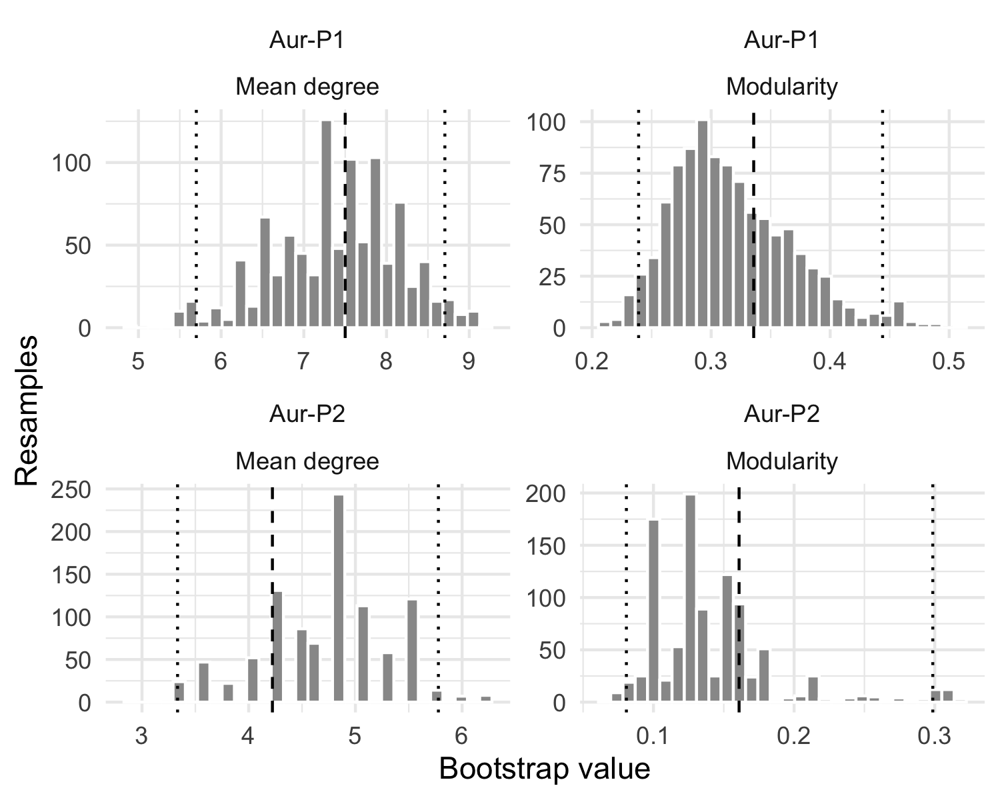 Aur-P1
Mean degree
100
50
0
5 6 7 8 9
Aur-P1
Modularity
100
75
50
25
0
0.2 0.3 0.4 0.5
Resamples
Aur-P2
Mean degree
250
200
150
100
50
0
3 4 5 6
Aur-P2
Modularity
200
150
100
50
0
0.1 0.2 0.3
Bootstrap value